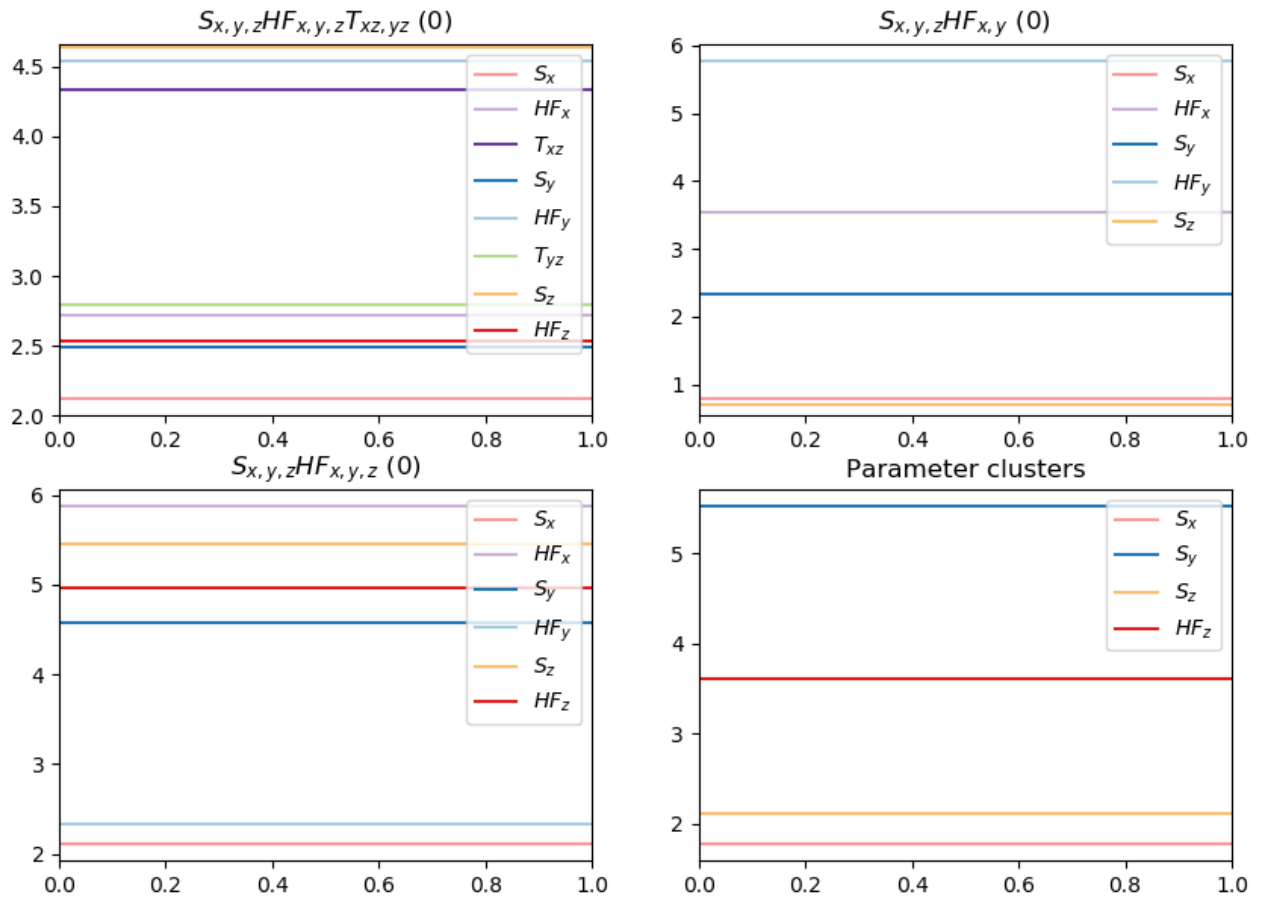 S_{x,y,z}HF_{x,y,z}T_{xz,yz} (0)
4.5
4.0
3.5
3.0
2.5
2.0
0.0 0.2 0.4 0.6 0.8 1.0
S_x
HF_x
T_{xz}
S_y
HF_y
T_{yz}
S_z
HF_z
S_{x,y,z}HF_{x,y} (0)
6
5
4
3
2
1
0.0 0.2 0.4 0.6 0.8 1.0
S_x
HF_x
S_y
HF_y
S_z
S_{x,y,z}HF_{x,y,z} (0)
6
5
4
3
2
0.0 0.2 0.4 0.6 0.8 1.0
S_x
HF_x
S_y
HF_y
S_z
HF_z
Parameter clusters
5
4
3
2
0.0 0.2 0.4 0.6 0.8 1.0
S_x
S_y
S_z
HF_z